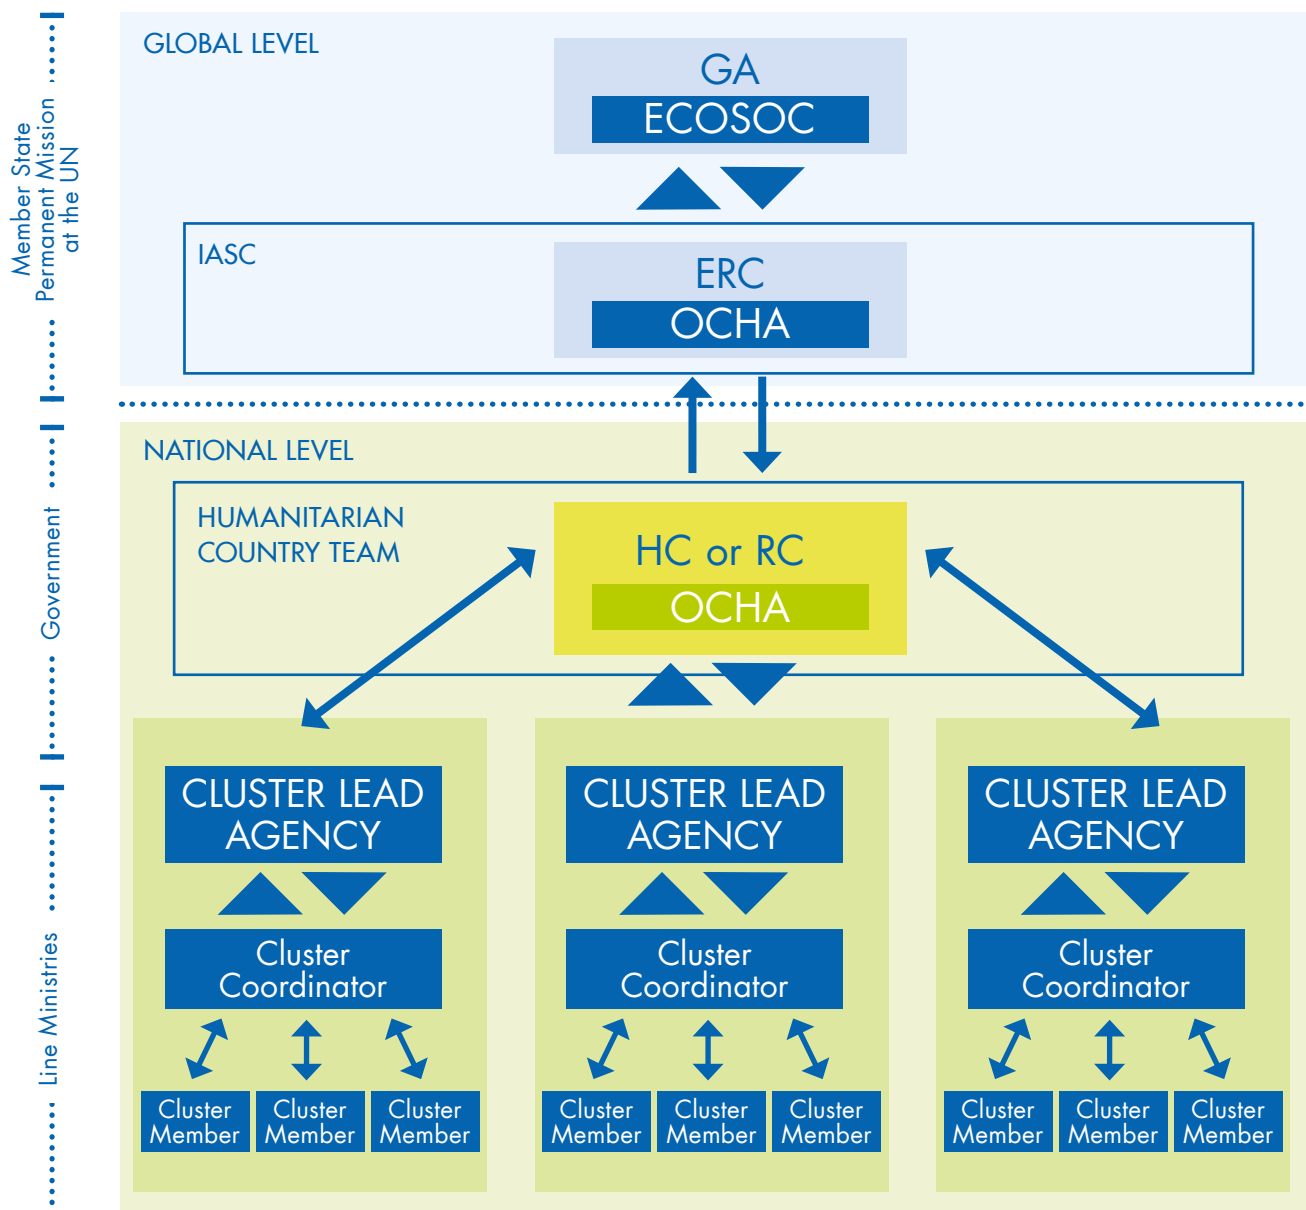 GLOBAL LEVEL
GA
ECOSOC
IASC
ERC
OCHA
Member State
Permanent Mission
at the UN
NATIONAL LEVEL
HUMANITARIAN
COUNTRY TEAM
HC or RC
OCHA
Government
CLUSTER LEAD
AGENCY
CLUSTER LEAD
AGENCY
CLUSTER LEAD
AGENCY
Cluster
Coordinator
Cluster
Coordinator
Cluster
Coordinator
Line Ministries
Cluster
Member
Cluster
Member
Cluster
Member
Cluster
Member
Cluster
Member
Cluster
Member
Cluster
Member
Cluster
Member
Cluster
Member